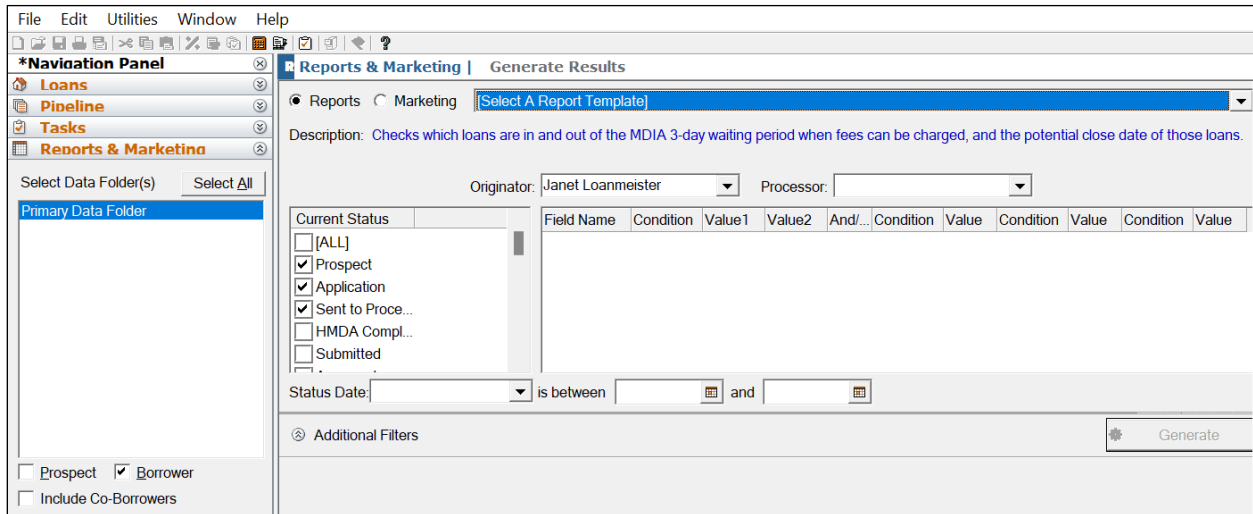 File Edit Utilities Window Help
*Navigation Panel
Loans
Pipeline
Tasks
Reports & Marketing
Select Data Folder(s) Select All
Primary Data Folder
Prospect Borrower
Include Co-Borrowers
Reports & Marketing | Generate Results
Reports Marketing [Select A Report Template]
Description: Checks which loans are in and out of the MDIA 3-day waiting period when fees can be charged, and the potential close date of those loans.
Originator: Janet Loanmeister Processor:
Current Status
[ALL]
Prospect
Application
Sent to Proce...
HMDA Compl...
Submitted
Field Name Condition Value1 Value2 And/... Condition Value Condition Value Condition Value
Status Date: is between and
Additional Filters
Generate